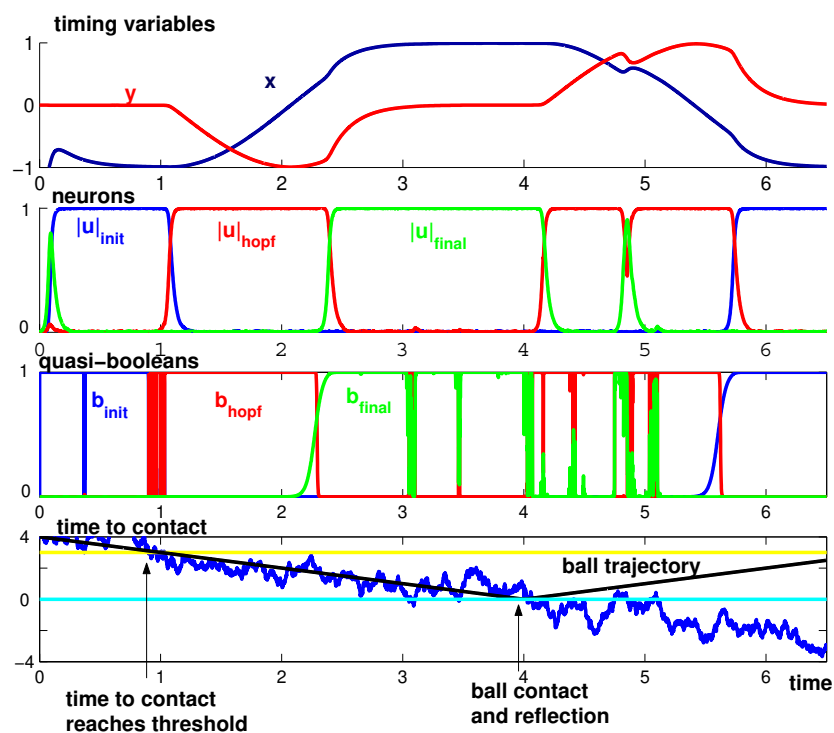 timing variables
1
0
−1
y
x
0 1 2 3 4 5 6
neurons
1
0
|u|init
|u|hopf
|u|final
0 1 2 3 4 5 6
quasi−booleans
1
0
binit
bhopf
bfinal
0 1 2 3 4 5 6
time to contact
4
0
−4
ball trajectory
0 1 2 3 4 5 6
time
time to contact
reaches threshold
ball contact
and reflection